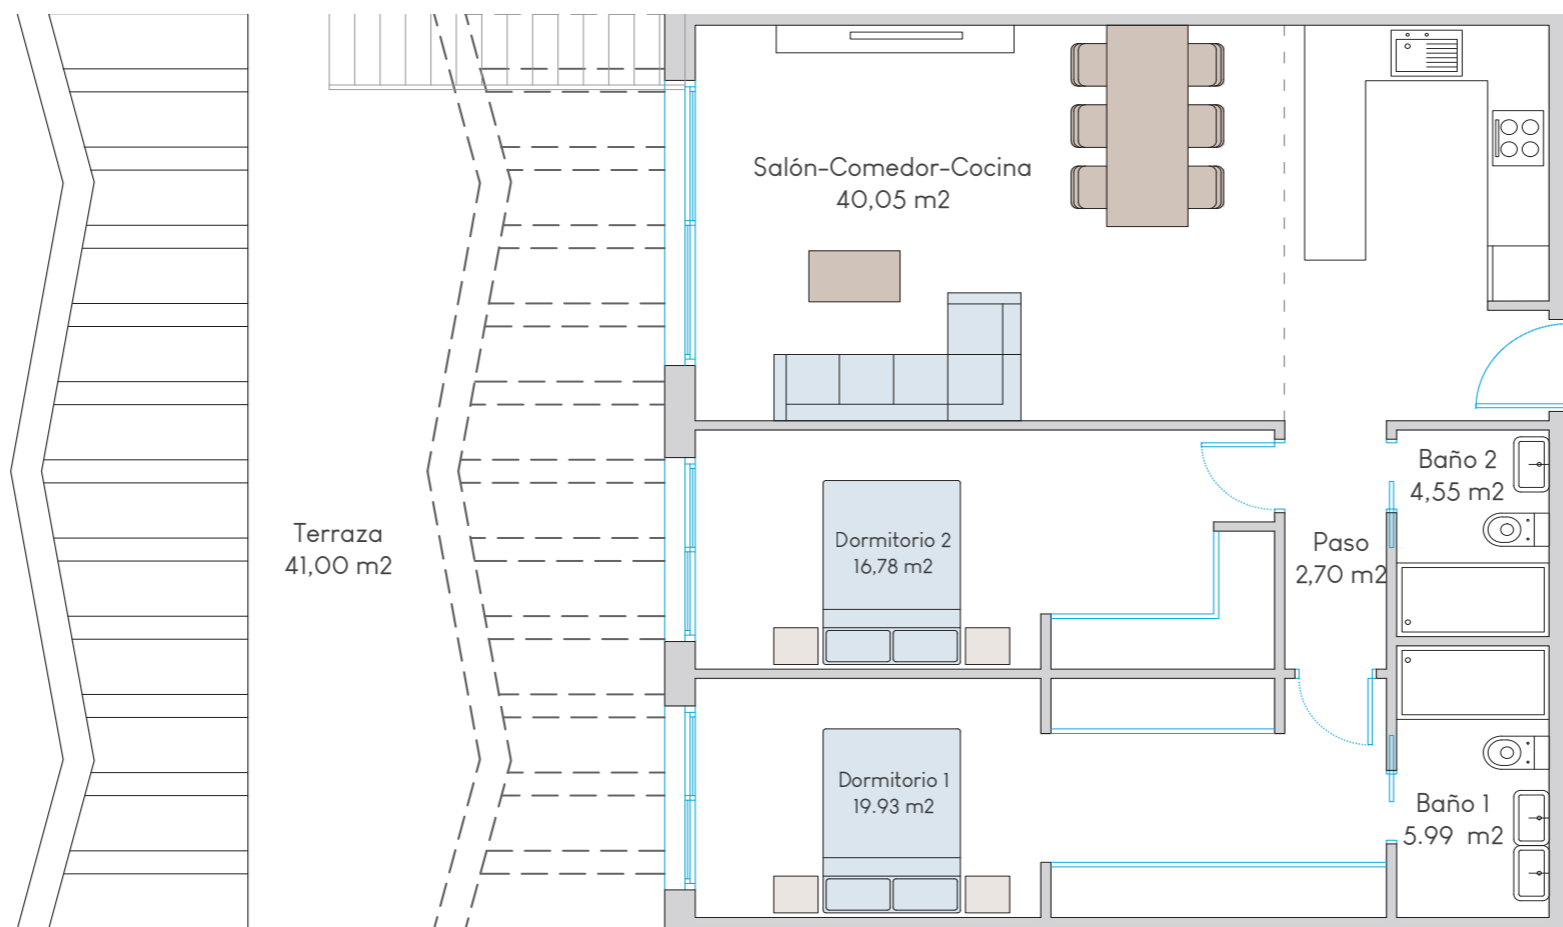 Salón-Comedor-Cocina
40,05 m2
Baño 2
4,55 m2
Terraza
41,00 m2
Dormitorio 2
16,78 m2
Paso
2,70 m2
Dormitorio 1
19.93 m2
Baño 1
5.99 m2